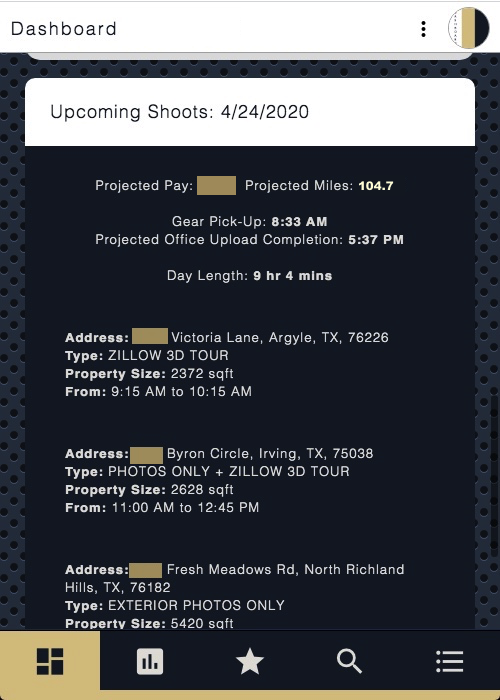 Dashboard
Upcoming Shoots: 4/24/2020
Projected Pay: Projected Miles: 104.7
Gear Pick-Up: 8:33 AM
Projected Office Upload Completion: 5:37 PM
Day Length: 9 hr 4 mins
Address: Victoria Lane, Argyle, TX, 76226
Type: ZILLOW 3D TOUR
Property Size: 2372 sqft
From: 9:15 AM to 10:15 AM
Address: Byron Circle, Irving, TX, 75038
Type: PHOTOS ONLY + ZILLOW 3D TOUR
Property Size: 2628 sqft
From: 11:00 AM to 12:45 PM
Address: Fresh Meadows Rd, North Richland
Hills, TX, 76182
Type: EXTERIOR PHOTOS ONLY
Property Size: 5420 sqft